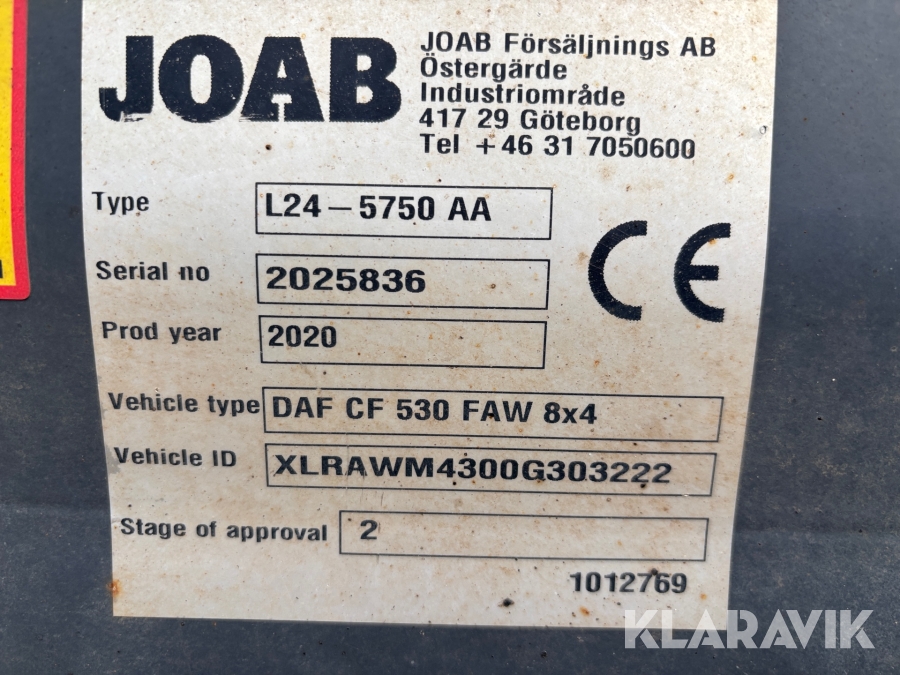 JOAB
JOAB Försäljnings AB
Östergärde
Industriområde
417 29 Göteborg
Tel +46 31 7050600
Type L24-5750 AA
Serial no 2025836
CE
Prod year 2020
Vehicle type DAF CF 530 FAW 8x4
Vehicle ID XLRAWM4300G303222
Stage of approval 2
1012769
KLARAVIK